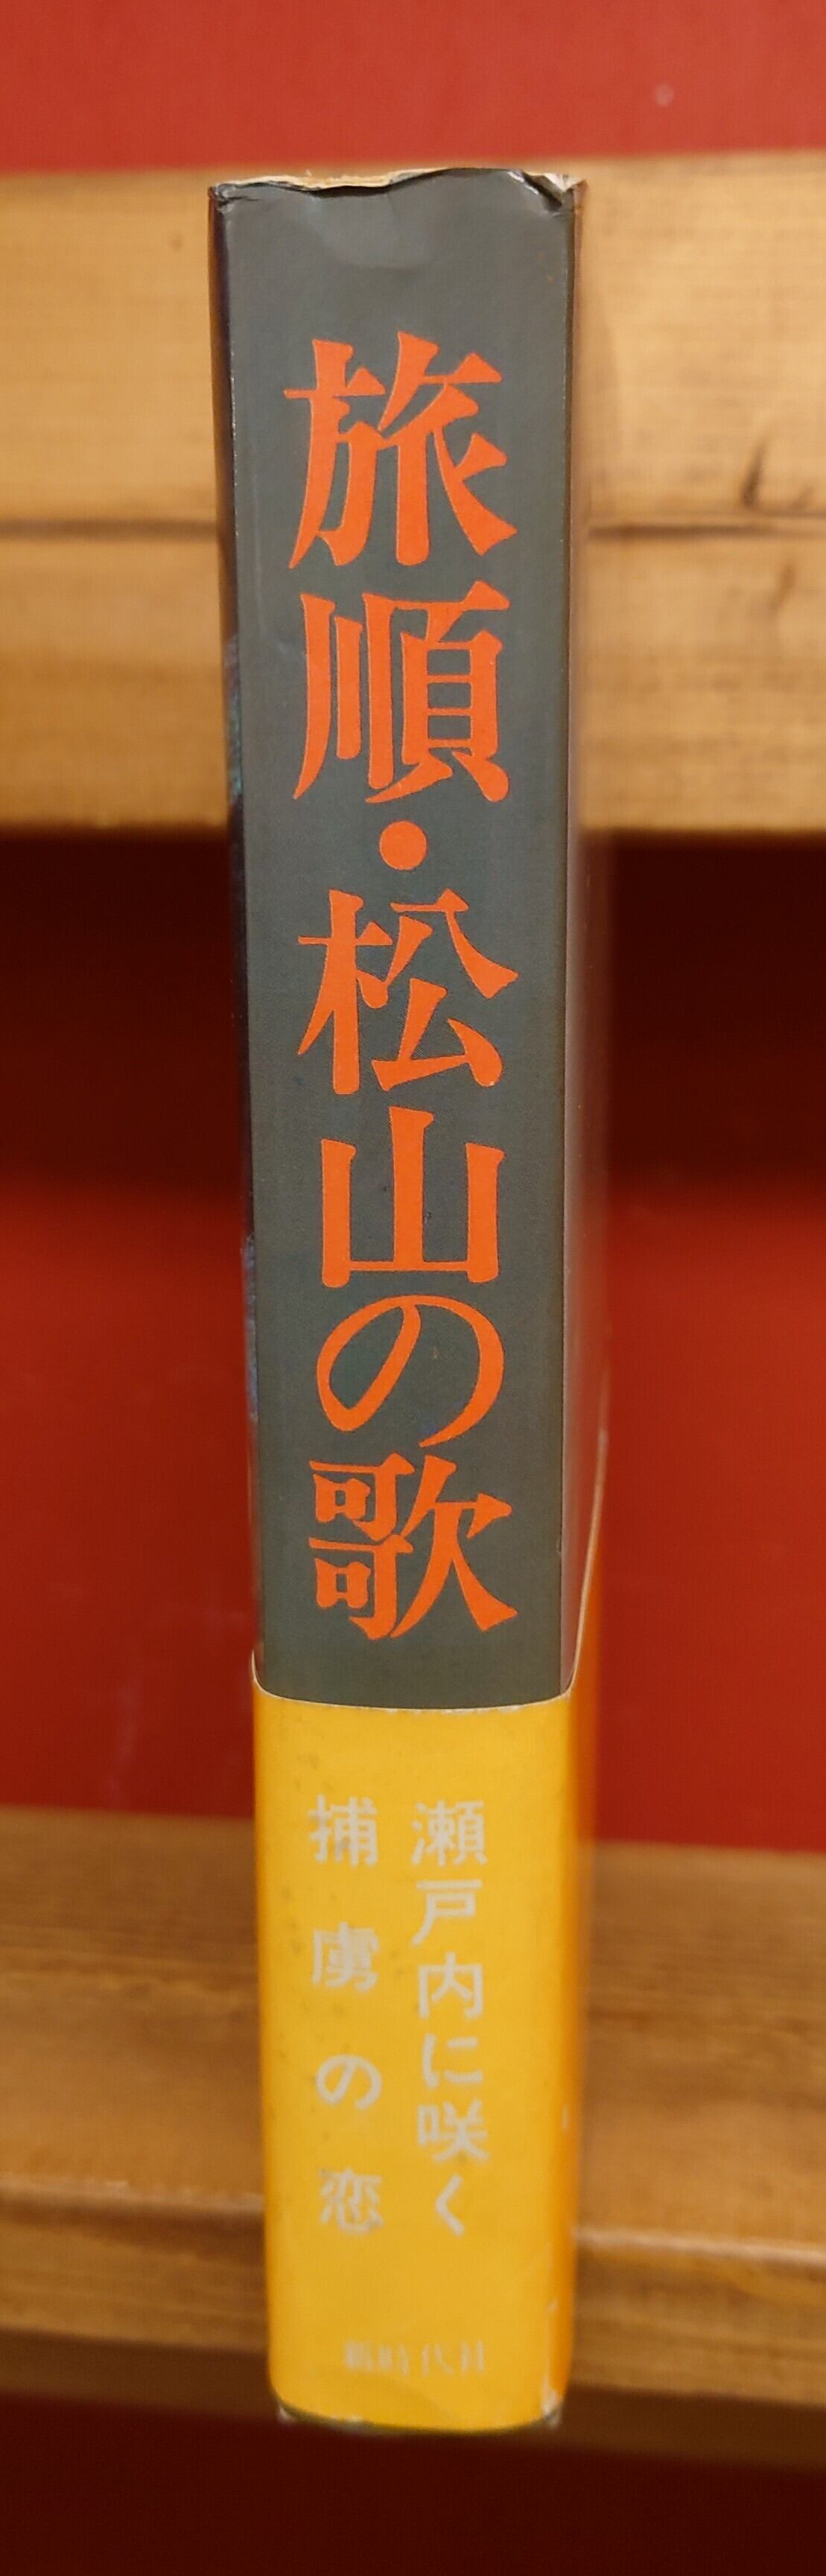 旅順・松山の歌
瀬戸内に咲く
捕虜の恋
新時代社